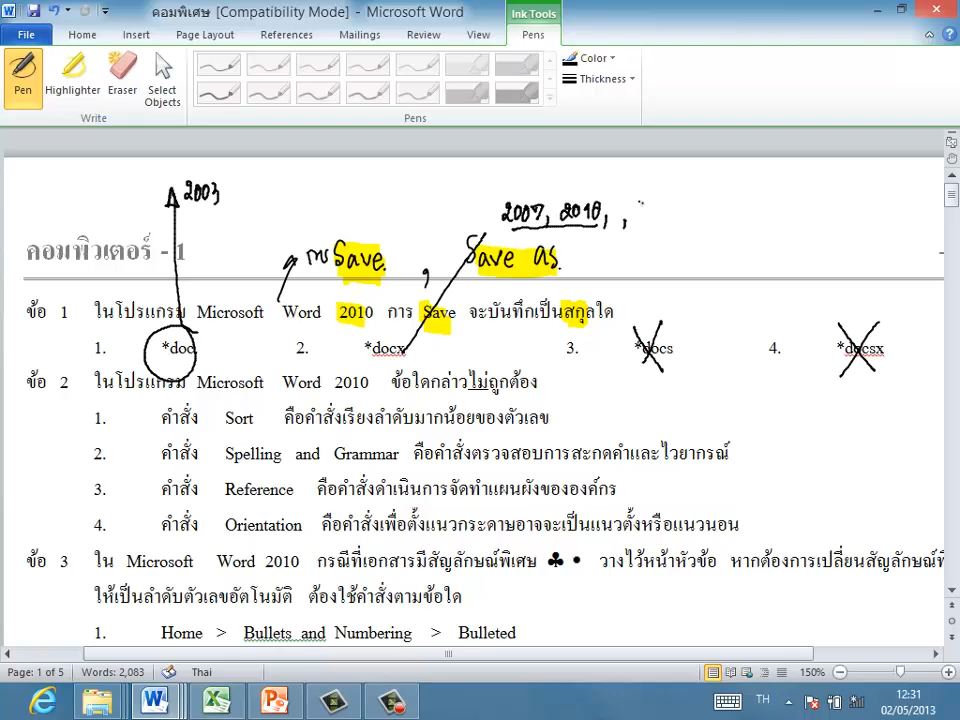 คอมพิเศษ [Compatibility Mode] - Microsoft Word
Ink Tools
File Home Insert Page Layout References Mailings Review View Pens
Pen Highlighter Eraser Select Objects
Color
Thickness
Write Pens
2003
2007, 2010, ,
คอมพิวเตอร์ - 1
การ Save , Save as.
ข้อ 1 ในโปรแกรม Microsoft Word 2010 การ Save จะบันทึกเป็นสกุลใด
1. *doc 2. *docx 3. *docs 4. *docsx
ข้อ 2 ในโปรแกรม Microsoft Word 2010 ข้อใดกล่าวไม่ถูกต้อง
1. คำสั่ง Sort คือคำสั่งเรียงลำดับมากน้อยของตัวเลข
2. คำสั่ง Spelling and Grammar คือคำสั่งตรวจสอบการสะกดคำและไวยากรณ์
3. คำสั่ง Reference คือคำสั่งดำเนินการจัดทำแผนผังขององค์กร
4. คำสั่ง Orientation คือคำสั่งเพื่อตั้งแนวกระดาษอาจจะเป็นแนวตั้งหรือแนวนอน
ข้อ 3 ใน Microsoft Word 2010 กรณีที่เอกสารมีสัญลักษณ์พิเศษ ♣ • วางไว้หน้าหัวข้อ หากต้องการเปลี่ยนสัญลักษณ์
ให้เป็นลำดับตัวเลขอัตโนมัติ ต้องใช้คำสั่งตามข้อใด
1. Home > Bullets and Numbering > Bulleted
Page: 1 of 5 Words: 2,083 Thai 150%
TH 12:31
02/05/2013